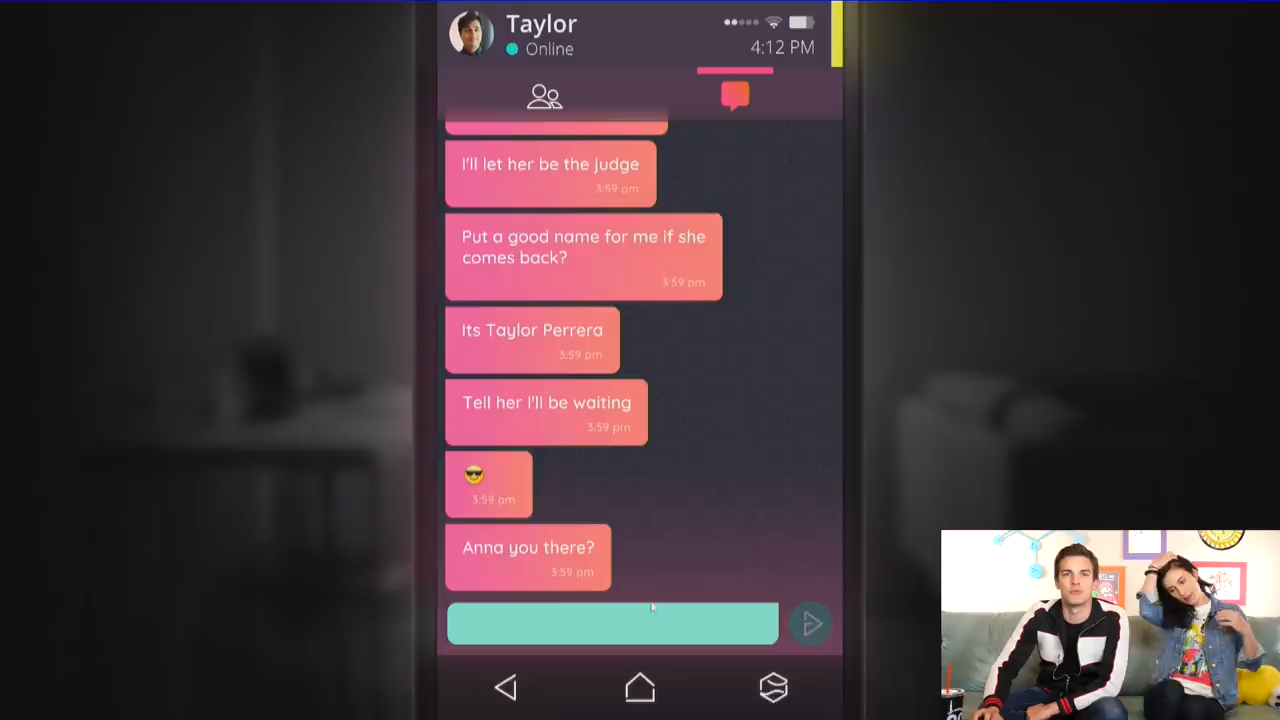 Taylor
Online
4:12 PM
I'll let her be the judge
3:59 pm
Put a good name for me if she
comes back?
3:59 pm
Its Taylor Perrera
3:59 pm
Tell her I'll be waiting
3:59 pm
😎
3:59 pm
Anna you there?
3:59 pm